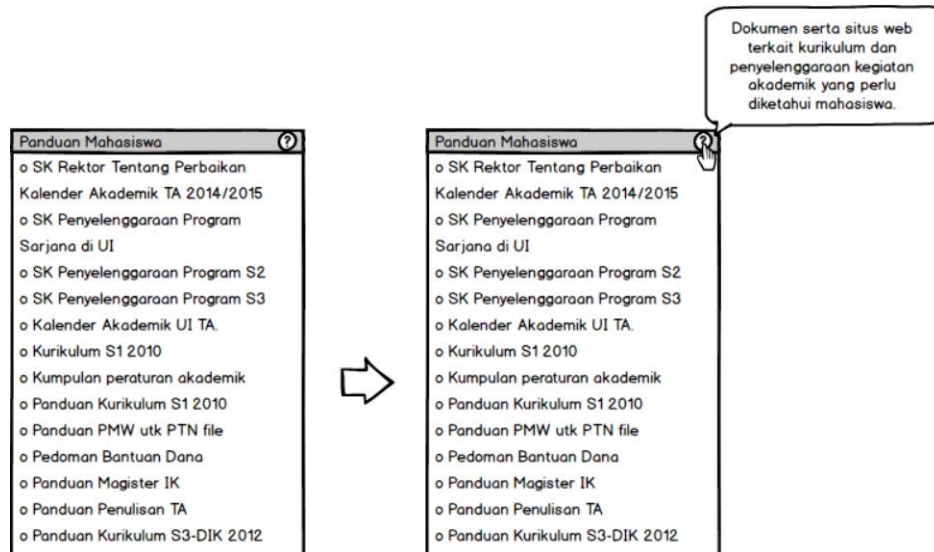 Dokumen serta situs web
terkait kurikulum dan
penyelenggaraan kegiatan
akademik yang perlu
diketahui mahasiswa.
Panduan Mahasiswa ?
o SK Rektor Tentang Perbaikan
Kalender Akademik TA 2014/2015
o SK Penyelenggaraan Program
Sarjana di UI
o SK Penyelenggaraan Program S2
o SK Penyelenggaraan Program S3
o Kalender Akademik UI TA.
o Kurikulum S1 2010
o Kumpulan peraturan akademik
o Panduan Kurikulum S1 2010
o Panduan PMW utk PTN file
o Pedoman Bantuan Dana
o Panduan Magister IK
o Panduan Penulisan TA
o Panduan Kurikulum S3-DIK 2012
Panduan Mahasiswa ?
o SK Rektor Tentang Perbaikan
Kalender Akademik TA 2014/2015
o SK Penyelenggaraan Program
Sarjana di UI
o SK Penyelenggaraan Program S2
o SK Penyelenggaraan Program S3
o Kalender Akademik UI TA.
o Kurikulum S1 2010
o Kumpulan peraturan akademik
o Panduan Kurikulum S1 2010
o Panduan PMW utk PTN file
o Pedoman Bantuan Dana
o Panduan Magister IK
o Panduan Penulisan TA
o Panduan Kurikulum S3-DIK 2012